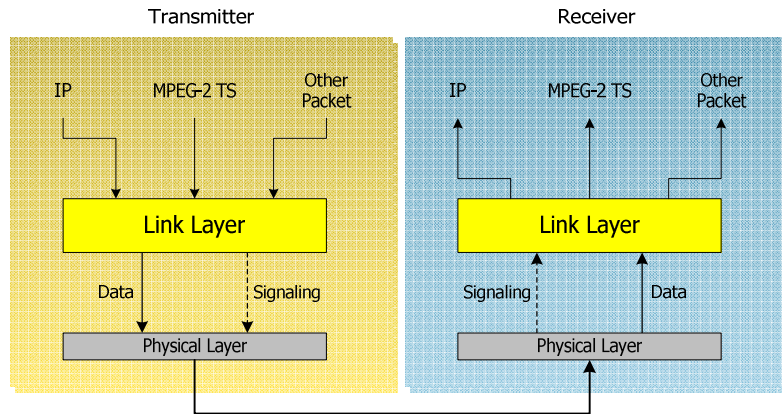 Transmitter
IP
MPEG-2 TS
Other
Packet
Link Layer
Data
Signaling
Physical Layer
Receiver
IP
MPEG-2 TS
Other
Packet
Link Layer
Signaling
Data
Physical Layer